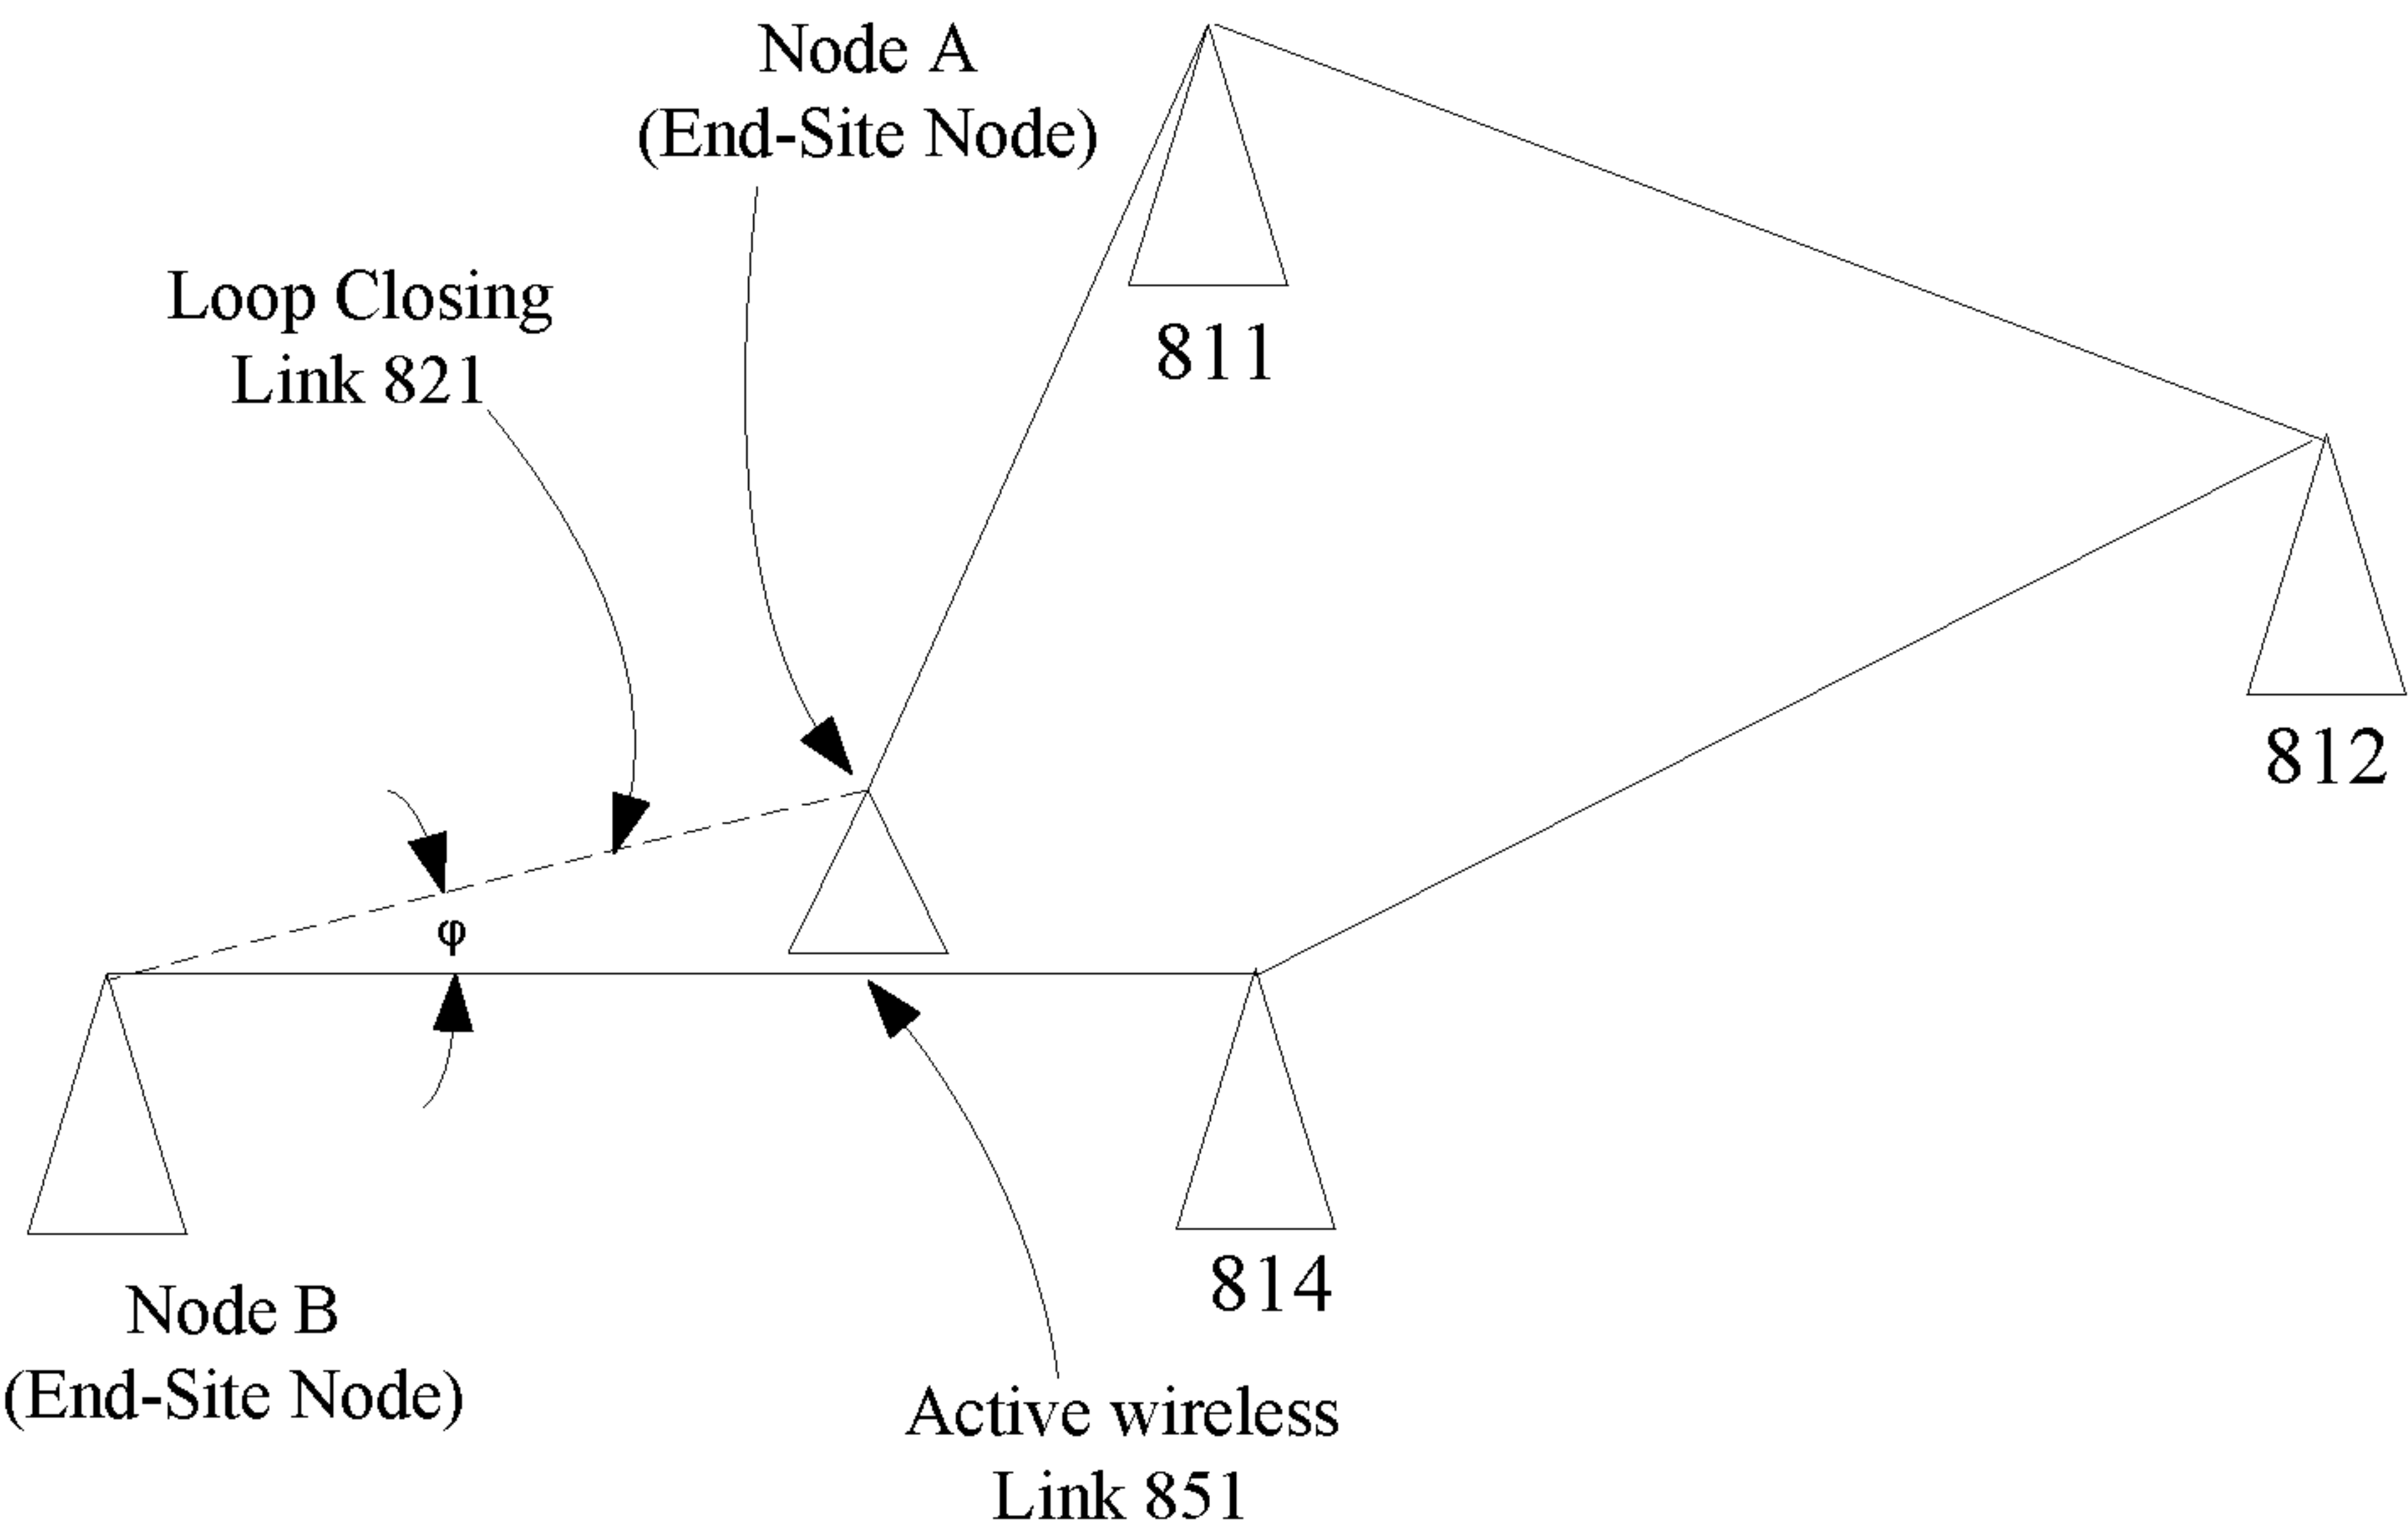 Node A
(End-Site Node)
Loop Closing
Link 821
811
812
φ
814
Node B
(End-Site Node)
Active wireless
Link 851